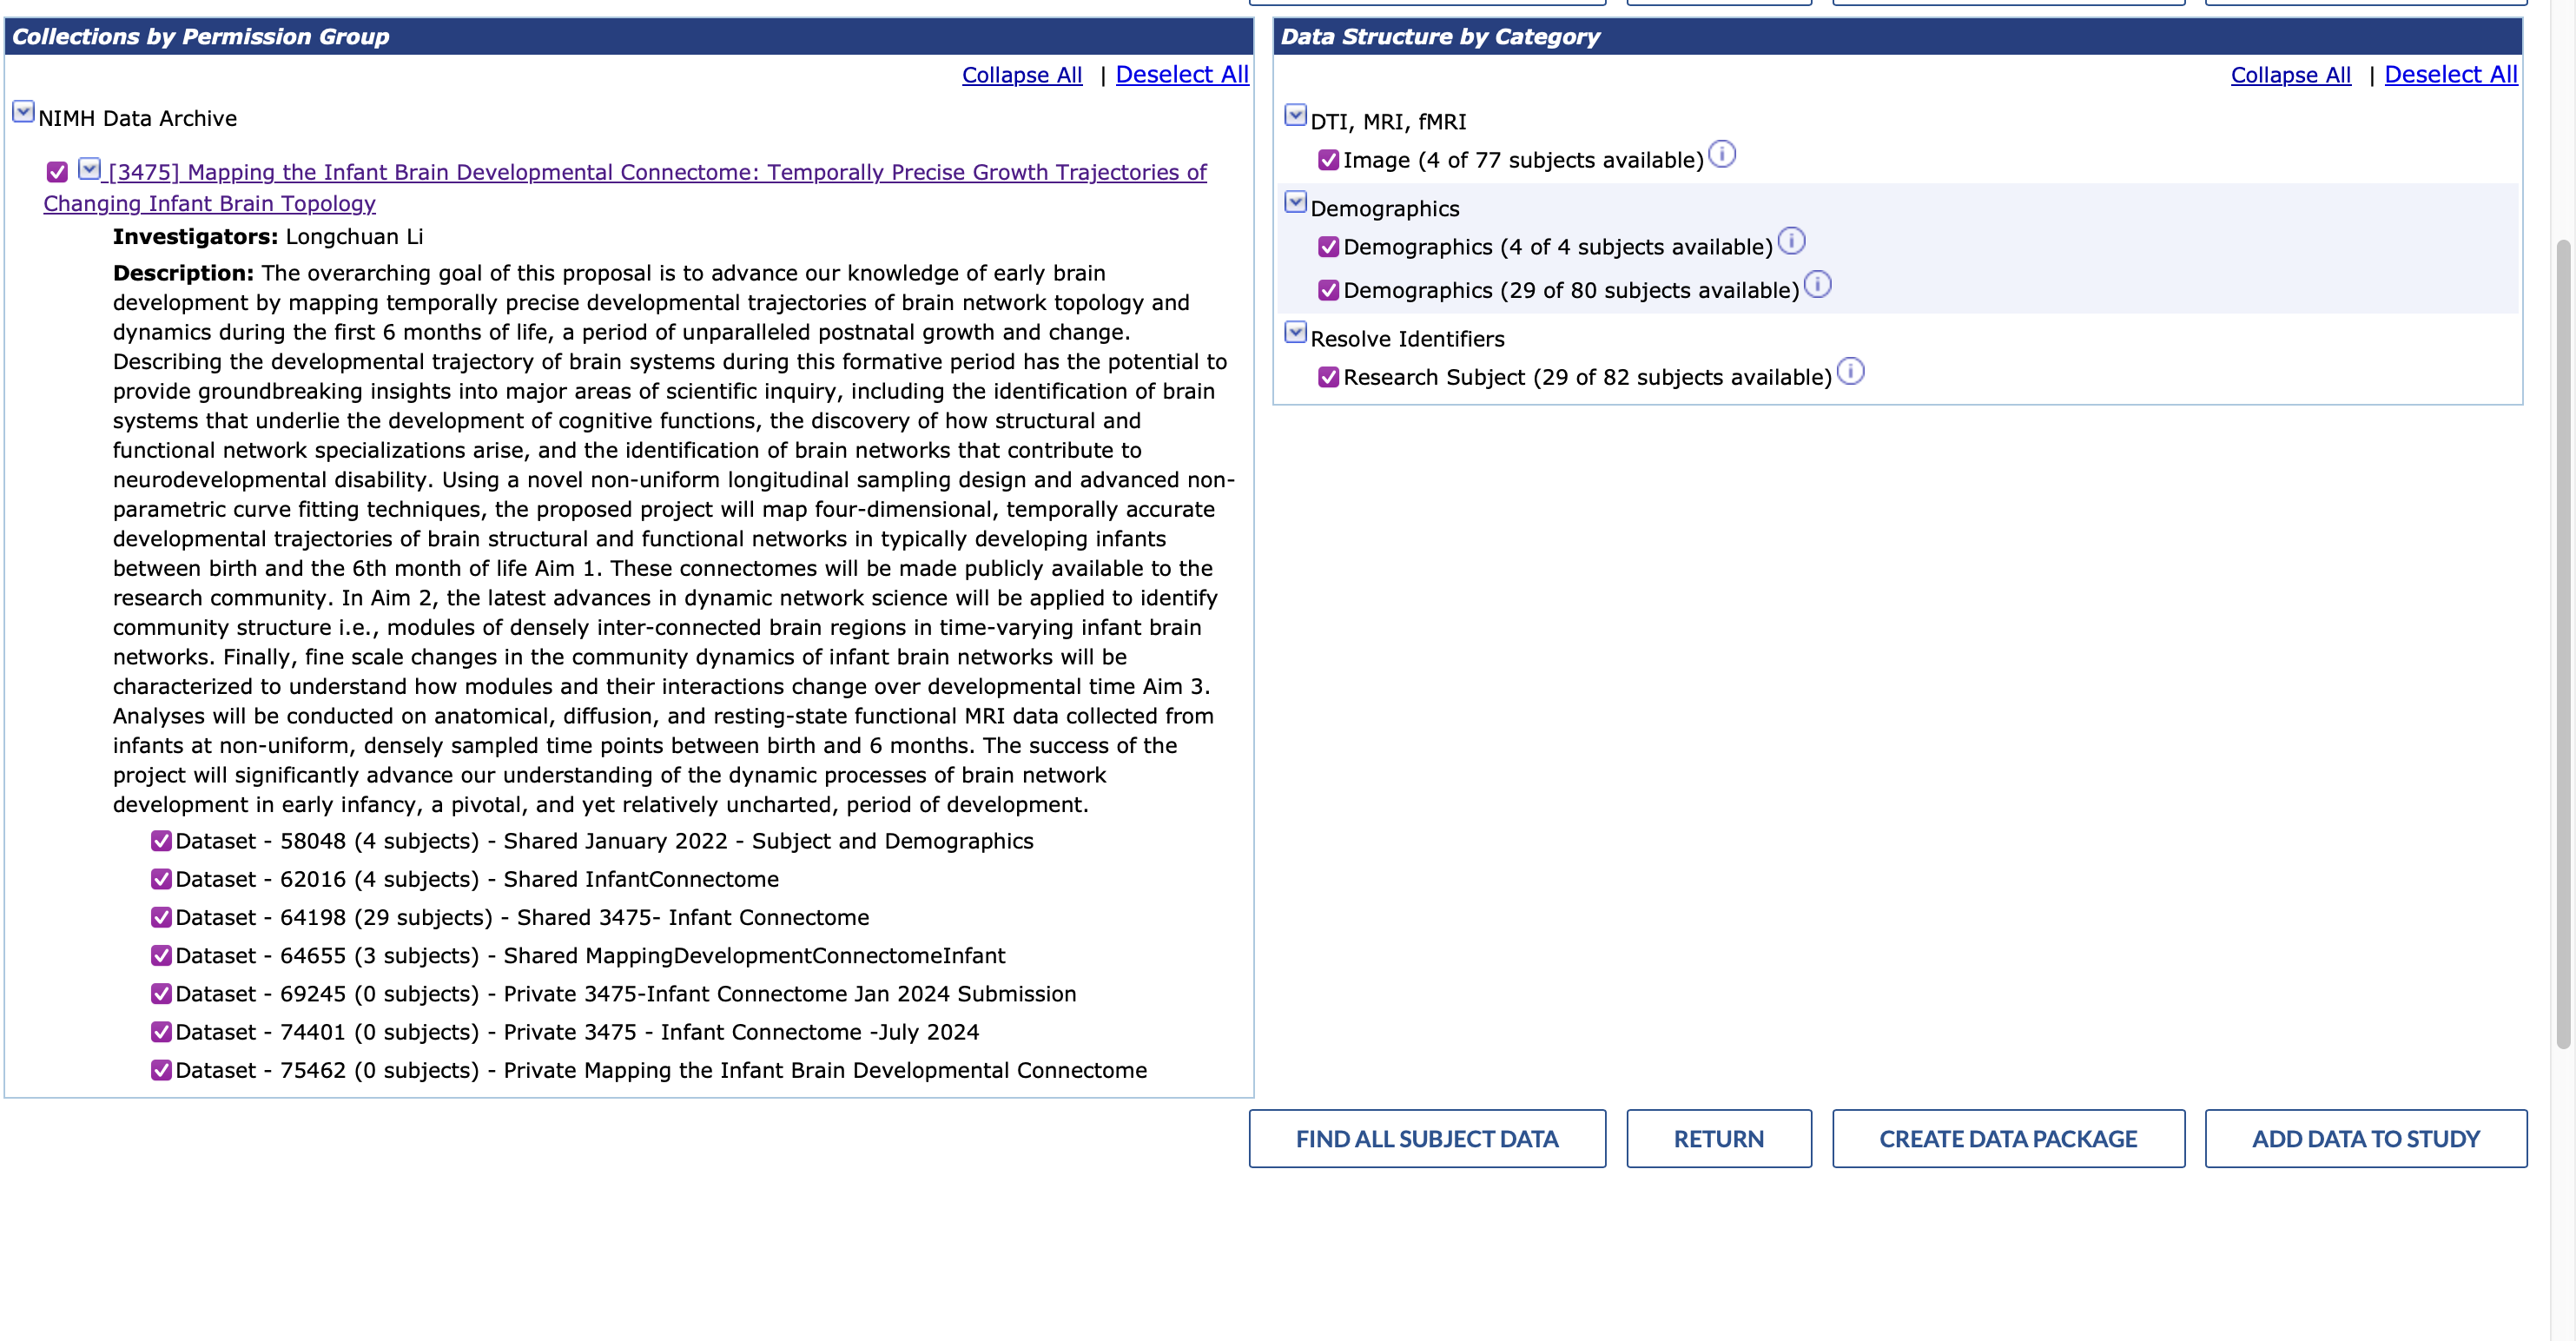 Collections by Permission Group
Collapse All | Deselect All
NIMH Data Archive
[3475] Mapping the Infant Brain Developmental Connectome: Temporally Precise Growth Trajectories of
Changing Infant Brain Topology
Investigators: Longchuan Li
Description: The overarching goal of this proposal is to advance our knowledge of early brain
development by mapping temporally precise developmental trajectories of brain network topology and
dynamics during the first 6 months of life, a period of unparalleled postnatal growth and change.
Describing the developmental trajectory of brain systems during this formative period has the potential to
provide groundbreaking insights into major areas of scientific inquiry, including the identification of brain
systems that underlie the development of cognitive functions, the discovery of how structural and
functional network specializations arise, and the identification of brain networks that contribute to
neurodevelopmental disability. Using a novel non-uniform longitudinal sampling design and advanced non-
parametric curve fitting techniques, the proposed project will map four-dimensional, temporally accurate
developmental trajectories of brain structural and functional networks in typically developing infants
between birth and the 6th month of life Aim 1. These connectomes will be made publicly available to the
research community. In Aim 2, the latest advances in dynamic network science will be applied to identify
community structure i.e., modules of densely inter-connected brain regions in time-varying infant brain
networks. Finally, fine scale changes in the community dynamics of infant brain networks will be
characterized to understand how modules and their interactions change over developmental time Aim 3.
Analyses will be conducted on anatomical, diffusion, and resting-state functional MRI data collected from
infants at non-uniform, densely sampled time points between birth and 6 months. The success of the
project will significantly advance our understanding of the dynamic processes of brain network
development in early infancy, a pivotal, and yet relatively uncharted, period of development.
Dataset - 58048 (4 subjects) - Shared January 2022 - Subject and Demographics
Dataset - 62016 (4 subjects) - Shared InfantConnectome
Dataset - 64198 (29 subjects) - Shared 3475- Infant Connectome
Dataset - 64655 (3 subjects) - Shared MappingDevelopmentConnectomeInfant
Dataset - 69245 (0 subjects) - Private 3475-Infant Connectome Jan 2024 Submission
Dataset - 74401 (0 subjects) - Private 3475 - Infant Connectome -July 2024
Dataset - 75462 (0 subjects) - Private Mapping the Infant Brain Developmental Connectome
Data Structure by Category
Collapse All | Deselect All
DTI, MRI, fMRI
Image (4 of 77 subjects available)
Demographics
Demographics (4 of 4 subjects available)
Demographics (29 of 80 subjects available)
Resolve Identifiers
Research Subject (29 of 82 subjects available)
FIND ALL SUBJECT DATA
RETURN
CREATE DATA PACKAGE
ADD DATA TO STUDY